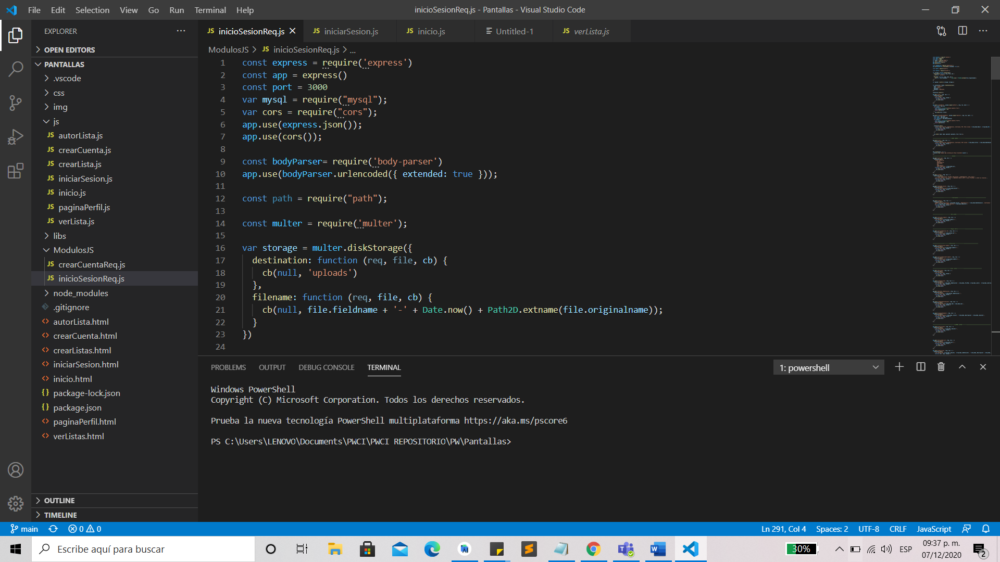 File Edit Selection View Go Run Terminal Help
inicioSesionReq.js - Pantallas - Visual Studio Code
EXPLORER
OPEN EDITORS
PANTALLAS
.vscode
css
img
js
JS autorLista.js
JS crearCuenta.js
JS crearLista.js
JS iniciarSesion.js
JS inicio.js
JS paginaPerfil.js
JS verLista.js
libs
ModulosJS
JS crearCuentaReq.js
JS inicioSesionReq.js
node_modules
.gitignore
<> autorLista.html
<> crearCuenta.html
<> crearListas.html
<> iniciarSesion.html
<> inicio.html
{} package-lock.json
{} package.json
<> paginaPerfil.html
<> verListas.html
OUTLINE
TIMELINE
JS inicioSesionReq.js JS iniciarSesion.js JS inicio.js Untitled-1 JS verLista.js
ModulosJS > JS inicioSesionReq.js > ...
1 const express = require('express')
2 const app = express()
3 const port = 3000
4 var mysql = require("mysql");
5 var cors = require("cors");
6 app.use(express.json());
7 app.use(cors());
8
9 const bodyParser= require('body-parser')
10 app.use(bodyParser.urlencoded({ extended: true }));
11
12 const path = require("path");
13
14 const multer = require('multer');
15
16 var storage = multer.diskStorage({
17 destination: function (req, file, cb) {
18 cb(null, 'uploads')
19 },
20 filename: function (req, file, cb) {
21 cb(null, file.fieldname + '-' + Date.now() + Path2D.extname(file.originalname));
22 }
23 })
24
PROBLEMS OUTPUT DEBUG CONSOLE TERMINAL
1: powershell
Windows PowerShell
Copyright (C) Microsoft Corporation. Todos los derechos reservados.
Prueba la nueva tecnología PowerShell multiplataforma https://aka.ms/pscore6
PS C:\Users\LENOVO\Documents\PWCI\PWCI REPOSITORIO\PW\Pantallas>
main 0 0
Ln 291, Col 4 Spaces: 2 UTF-8 CRLF JavaScript
Escribe aquí para buscar
30%
ESP
09:37 p. m.
07/12/2020
2